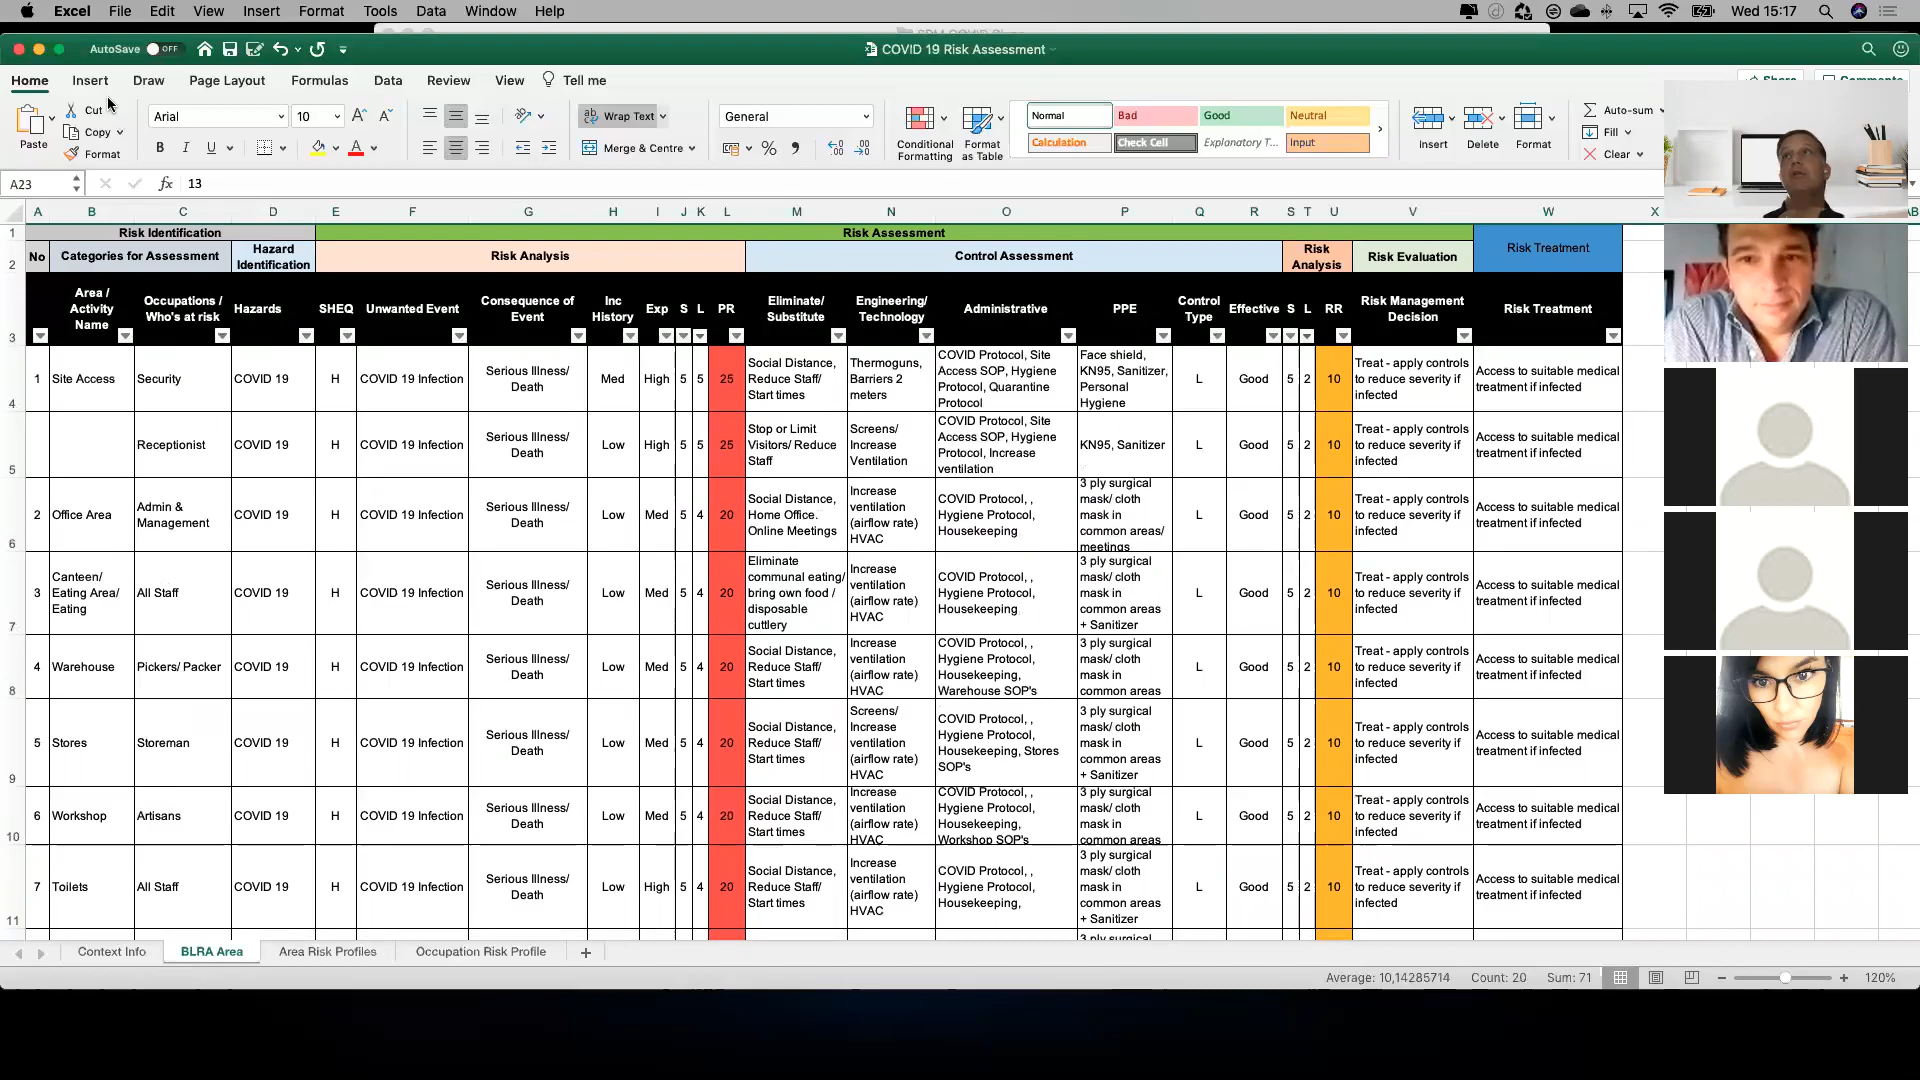 Excel File Edit View Insert Format Tools Data Window Help Wed 15:17
AutoSave OFF COVID 19 Risk Assessment
Home Insert Draw Page Layout Formulas Data Review View Tell me
Paste Cut Copy Format
Arial 10
B I U A
Wrap Text
Merge & Centre
General
Conditional Formatting
Format as Table
Normal Bad Good Neutral
Calculation Check Cell Explanatory T... Input
Insert Delete Format
Auto-sum
Fill
Clear
A23 fx 13
A B C D E F G H I J K L M N O P Q R S T U V W X AB
1 Risk Identification Risk Assessment Risk Treatment
2 No Categories for Assessment Hazard Identification Risk Analysis Control Assessment Risk Analysis Risk Evaluation
3 Area / Activity Name Occupations / Who's at risk Hazards SHEQ Unwanted Event Consequence of Event Inc History Exp S L PR Eliminate/ Substitute Engineering/ Technology Administrative PPE Control Type Effective S L RR Risk Management Decision Risk Treatment
4 1 Site Access Security COVID 19 H COVID 19 Infection Serious Illness/ Death Med High 5 5 25 Social Distance, Reduce Staff/ Start times Thermoguns, Barriers 2 meters COVID Protocol, Site Access SOP, Hygiene Protocol, Quarantine Protocol Face shield, KN95, Sanitizer, Personal Hygiene L Good 5 2 10 Treat - apply controls to reduce severity if infected Access to suitable medical treatment if infected
5 Receptionist COVID 19 H COVID 19 Infection Serious Illness/ Death Low High 5 5 25 Stop or Limit Visitors/ Reduce Staff Screens/ Increase Ventilation COVID Protocol, Site Access SOP, Hygiene Protocol, Increase ventilation KN95, Sanitizer L Good 5 2 10 Treat - apply controls to reduce severity if infected Access to suitable medical treatment if infected
6 2 Office Area Admin & Management COVID 19 H COVID 19 Infection Serious Illness/ Death Low Med 5 4 20 Social Distance, Home Office. Online Meetings Increase ventilation (airflow rate) HVAC COVID Protocol, , Hygiene Protocol, Housekeeping 3 ply surgical mask/ cloth mask in common areas/ meetings L Good 5 2 10 Treat - apply controls to reduce severity if infected Access to suitable medical treatment if infected
7 3 Canteen/ Eating Area/ Eating All Staff COVID 19 H COVID 19 Infection Serious Illness/ Death Low Med 5 4 20 Eliminate communal eating/ bring own food / disposable cuttlery Increase ventilation (airflow rate) HVAC COVID Protocol, , Hygiene Protocol, Housekeeping 3 ply surgical mask/ cloth mask in common areas + Sanitizer L Good 5 2 10 Treat - apply controls to reduce severity if infected Access to suitable medical treatment if infected
8 4 Warehouse Pickers/ Packer COVID 19 H COVID 19 Infection Serious Illness/ Death Low Med 5 4 20 Social Distance, Reduce Staff/ Start times Increase ventilation (airflow rate) HVAC COVID Protocol, , Hygiene Protocol, Housekeeping, Warehouse SOP's 3 ply surgical mask/ cloth mask in common areas L Good 5 2 10 Treat - apply controls to reduce severity if infected Access to suitable medical treatment if infected
9 5 Stores Storeman COVID 19 H COVID 19 Infection Serious Illness/ Death Low Med 5 4 20 Social Distance, Reduce Staff/ Start times Screens/ Increase ventilation (airflow rate) HVAC COVID Protocol, , Hygiene Protocol, Housekeeping, Stores SOP's 3 ply surgical mask/ cloth mask in common areas + Sanitizer L Good 5 2 10 Treat - apply controls to reduce severity if infected Access to suitable medical treatment if infected
10 6 Workshop Artisans COVID 19 H COVID 19 Infection Serious Illness/ Death Low Med 5 4 20 Social Distance, Reduce Staff/ Start times Increase ventilation (airflow rate) HVAC COVID Protocol, , Hygiene Protocol, Housekeeping, Workshop SOP's 3 ply surgical mask/ cloth mask in common areas L Good 5 2 10 Treat - apply controls to reduce severity if infected Access to suitable medical treatment if infected
11 7 Toilets All Staff COVID 19 H COVID 19 Infection Serious Illness/ Death Low High 5 4 20 Social Distance, Reduce Staff/ Start times Increase ventilation (airflow rate) HVAC COVID Protocol, , Hygiene Protocol, Housekeeping, 3 ply surgical mask/ cloth mask in common areas + Sanitizer L Good 5 2 10 Treat - apply controls to reduce severity if infected Access to suitable medical treatment if infected
3 ply surgical
Context Info BLRA Area Area Risk Profiles Occupation Risk Profile +
Average: 10,14285714 Count: 20 Sum: 71 120%